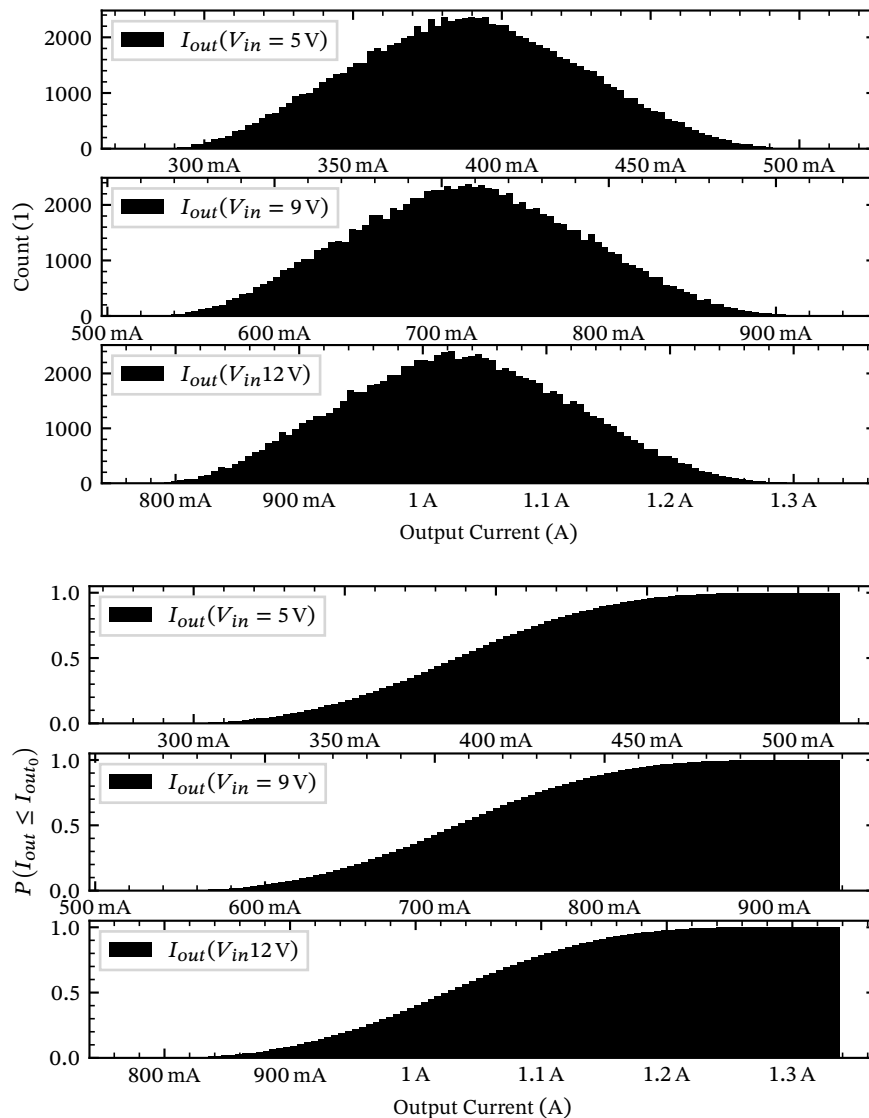 2000
1000
0
I_out(V_in = 5 V)
300 mA 350 mA 400 mA 450 mA 500 mA
2000
1000
0
I_out(V_in = 9 V)
500 mA 600 mA 700 mA 800 mA 900 mA
2000
1000
0
I_out(V_in12 V)
800 mA 900 mA 1 A 1.1 A 1.2 A 1.3 A
Count (1)
Output Current (A)
1.0
0.5
0.0
I_out(V_in = 5 V)
300 mA 350 mA 400 mA 450 mA 500 mA
1.0
0.5
0.0
I_out(V_in = 9 V)
500 mA 600 mA 700 mA 800 mA 900 mA
1.0
0.5
0.0
I_out(V_in12 V)
800 mA 900 mA 1 A 1.1 A 1.2 A 1.3 A
P(I_out ≤ I_out₀)
Output Current (A)